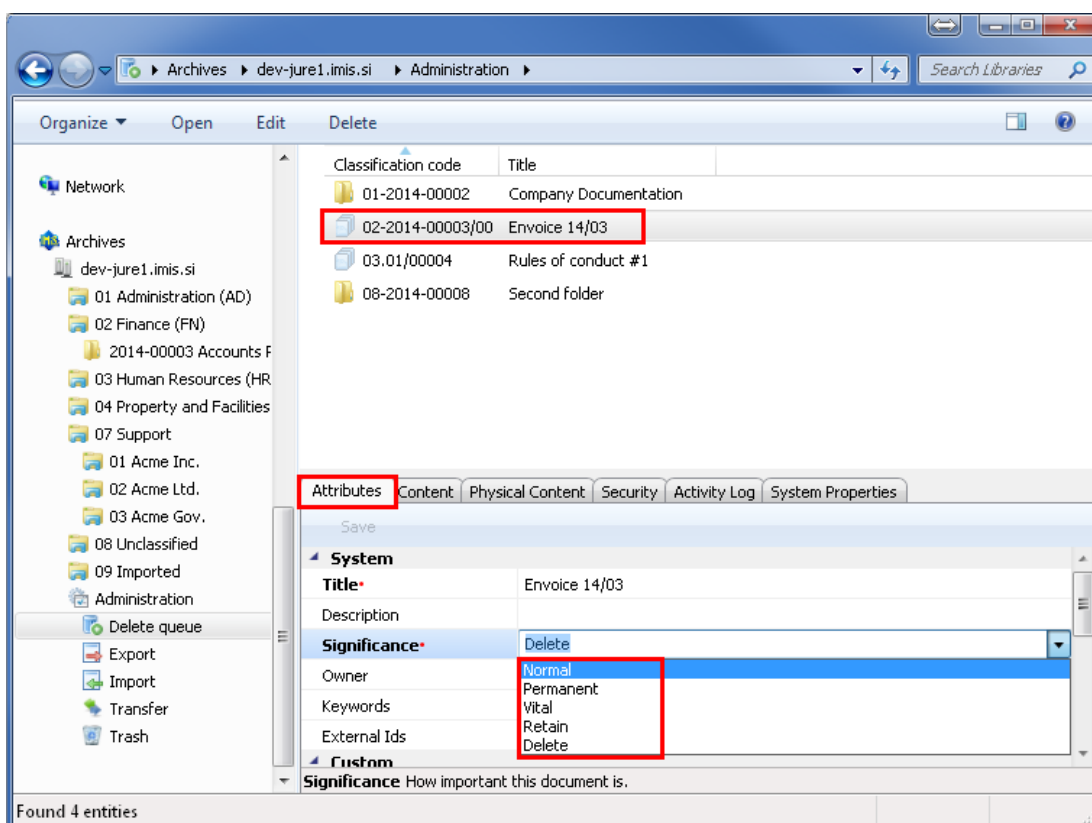 Archives dev-jure1.imis.si Administration Search Libraries
Organize Open Edit Delete
Network
Archives
dev-jure1.imis.si
01 Administration (AD)
02 Finance (FN)
2014-00003 Accounts
03 Human Resources (HR
04 Property and Facilities
07 Support
01 Acme Inc.
02 Acme Ltd.
03 Acme Gov.
08 Unclassified
09 Imported
Administration
Delete queue
Export
Import
Transfer
Trash
Classification code Title
01-2014-00002 Company Documentation
02-2014-00003/00 Envoice 14/03
03.01/00004 Rules of conduct #1
08-2014-00008 Second folder
Attributes Content Physical Content Security Activity Log System Properties
Save
System
Title• Envoice 14/03
Description
Significance• Delete
Owner
Keywords
External Ids
Normal
Permanent
Vital
Retain
Delete
Custom
Significance How important this document is.
Found 4 entities